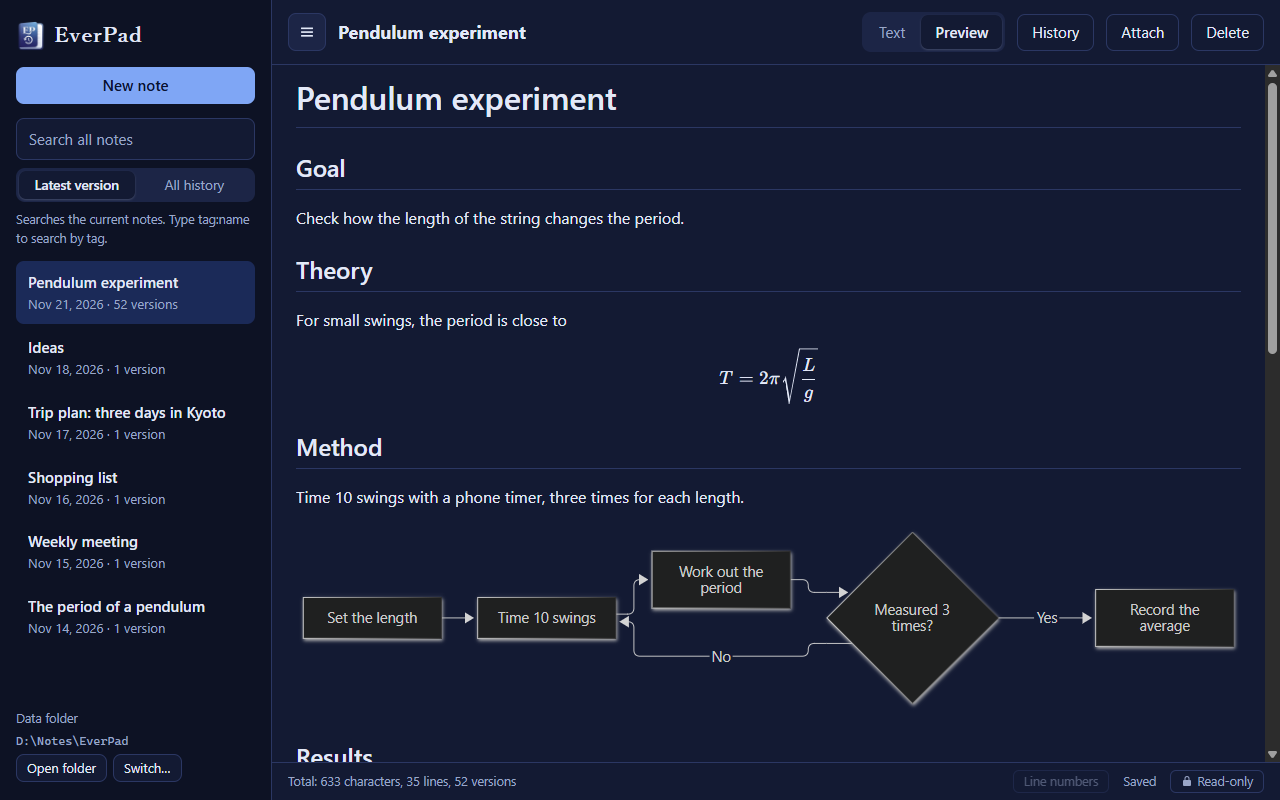 EverPad
New note
Search all notes
Latest version
All history
Searches the current notes. Type tag:name
to search by tag.
Pendulum experiment
Nov 21, 2026 · 52 versions
Ideas
Nov 18, 2026 · 1 version
Trip plan: three days in Kyoto
Nov 17, 2026 · 1 version
Shopping list
Nov 16, 2026 · 1 version
Weekly meeting
Nov 15, 2026 · 1 version
The period of a pendulum
Nov 14, 2026 · 1 version
Data folder
D:\Notes\EverPad
Open folder
Switch...
Pendulum experiment
Text
Preview
History
Attach
Delete
Pendulum experiment
Goal
Check how the length of the string changes the period.
Theory
For small swings, the period is close to
T = 2π√(L/g)
Method
Time 10 swings with a phone timer, three times for each length.
Set the length
Time 10 swings
Work out the
period
Measured 3
times?
No
Yes
Record the
average
Results
Total: 633 characters, 35 lines, 52 versions
Line numbers
Saved
Read-only